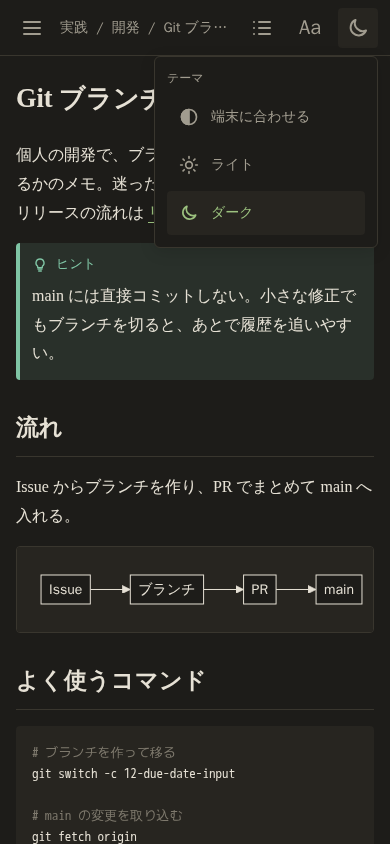 実践 / 開発 / Git ブラ…
Aa
テーマ
端末に合わせる
ライト
ダーク
Git ブランチ
個人の開発で、ブラ
るかのメモ。迷った
リリースの流れは
ヒント
main には直接コミットしない。小さな修正で
もブランチを切ると、あとで履歴を追いやす
い。
流れ
Issue からブランチを作り、PR でまとめて main へ
入れる。
Issue ブランチ PR main
よく使うコマンド
# ブランチを作って移る
git switch -c 12-due-date-input
# main の変更を取り込む
git fetch origin